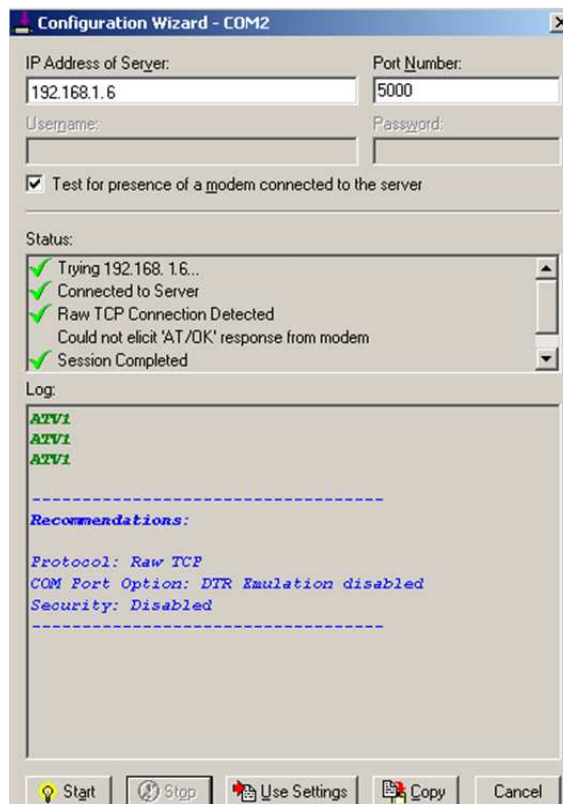 Configuration Wizard - COM2
IP Address of Server: Port Number:
192.168.1.6 5000
Username: Password:
Test for presence of a modem connected to the server
Status:
Trying 192.168. 1.6...
Connected to Server
Raw TCP Connection Detected
Could not elicit 'AT/OK' response from modem
Session Completed
Log:
ATV1
ATV1
ATV1
-----------------------------------
Recommendations:
Protocol: Raw TCP
COM Port Option: DTR Emulation disabled
Security: Disabled
-----------------------------------
Start Stop Use Settings Copy Cancel